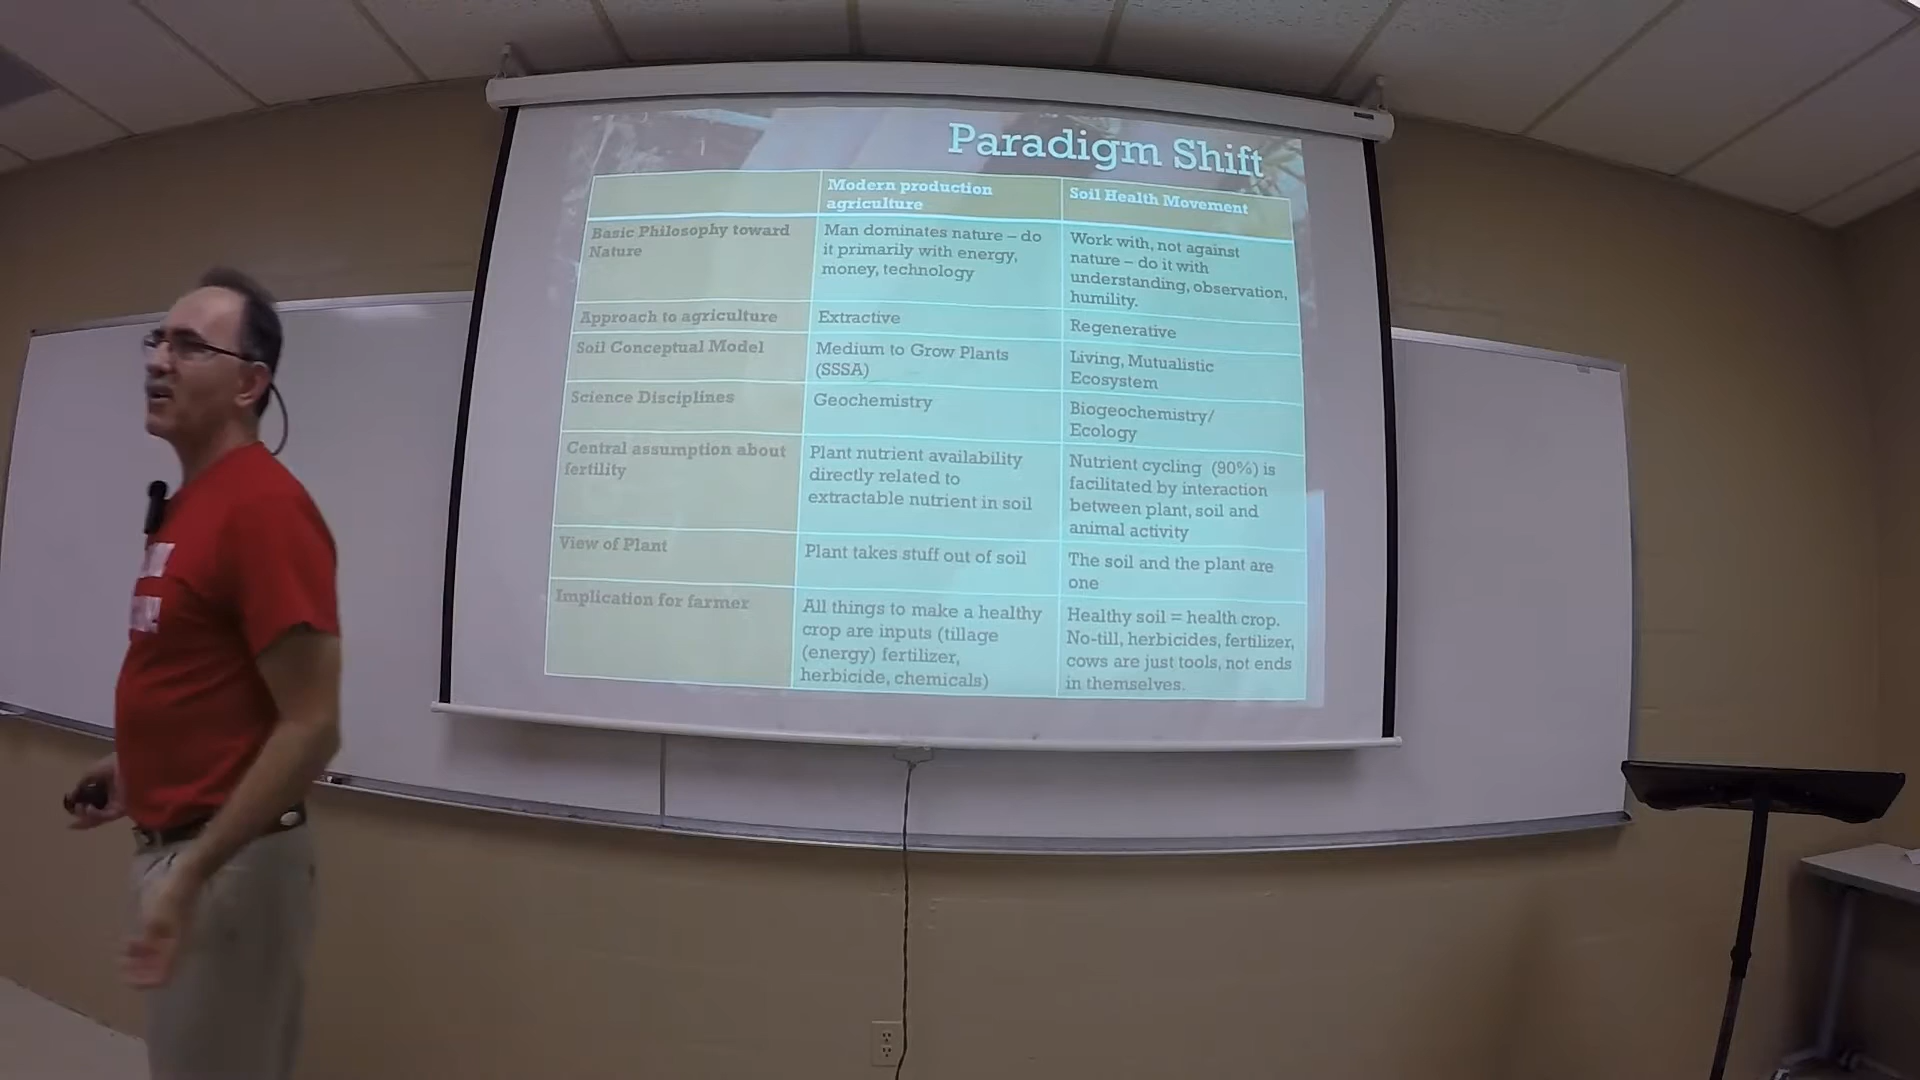 Paradigm Shift
Modern production
agriculture
Soil Health Movement
Basic Philosophy toward
Nature
Man dominates nature – do
it primarily with energy,
money, technology
Work with, not against
nature – do it with
understanding, observation,
humility.
Approach to agriculture
Extractive
Regenerative
Soil Conceptual Model
Medium to Grow Plants
(SSSA)
Living, Mutualistic
Ecosystem
Science Disciplines
Geochemistry
Biogeochemistry/
Ecology
Central assumption about
fertility
Plant nutrient availability
directly related to
extractable nutrient in soil
Nutrient cycling (90%) is
facilitated by interaction
between plant, soil and
animal activity
View of Plant
Plant takes stuff out of soil
The soil and the plant are
one
Implication for farmer
All things to make a healthy
crop are inputs (tillage
(energy) fertilizer,
herbicide, chemicals)
Healthy soil = health crop.
No-till, herbicides, fertilizer,
cows are just tools, not ends
in themselves.